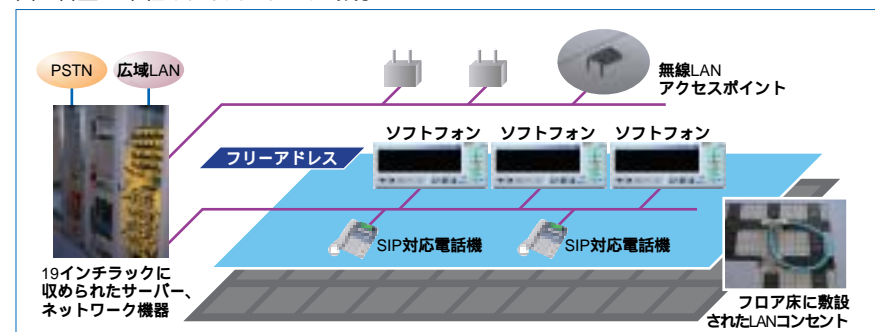 PSTN
広域LAN
無線LAN
アクセスポイント
ソフトフォン ソフトフォン ソフトフォン
フリーアドレス
SIP対応電話機 SIP対応電話機
19インチラックに
収められたサーバー、
ネットワーク機器
フロア床に敷設
されたLANコンセント